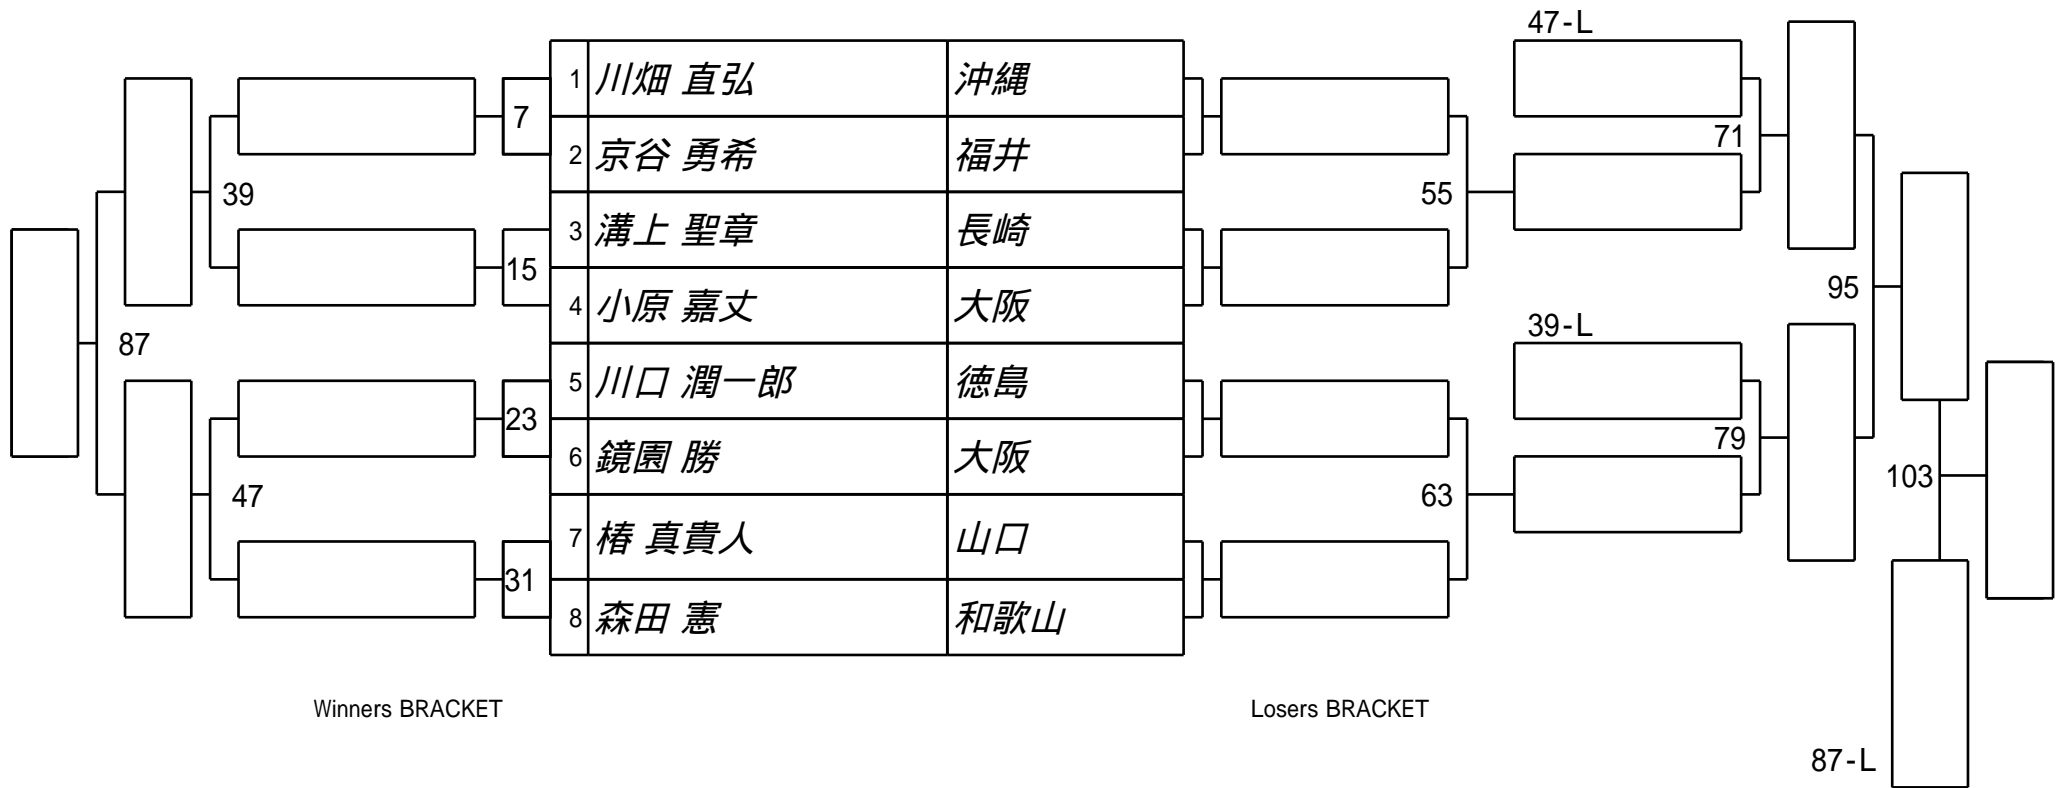 47-L
1 川畑 直弘 沖縄
7
71
2 京谷 勇希 福井
39
55
3 溝上 聖章 長崎
15
95
4 小原 嘉丈 大阪
39-L
87
5 川口 潤一郎 徳島
23
79
6 鏡園 勝 大阪
103
47
63
7 椿 真貴人 山口
31
8 森田 憲 和歌山
Winners BRACKET
Losers BRACKET
87-L